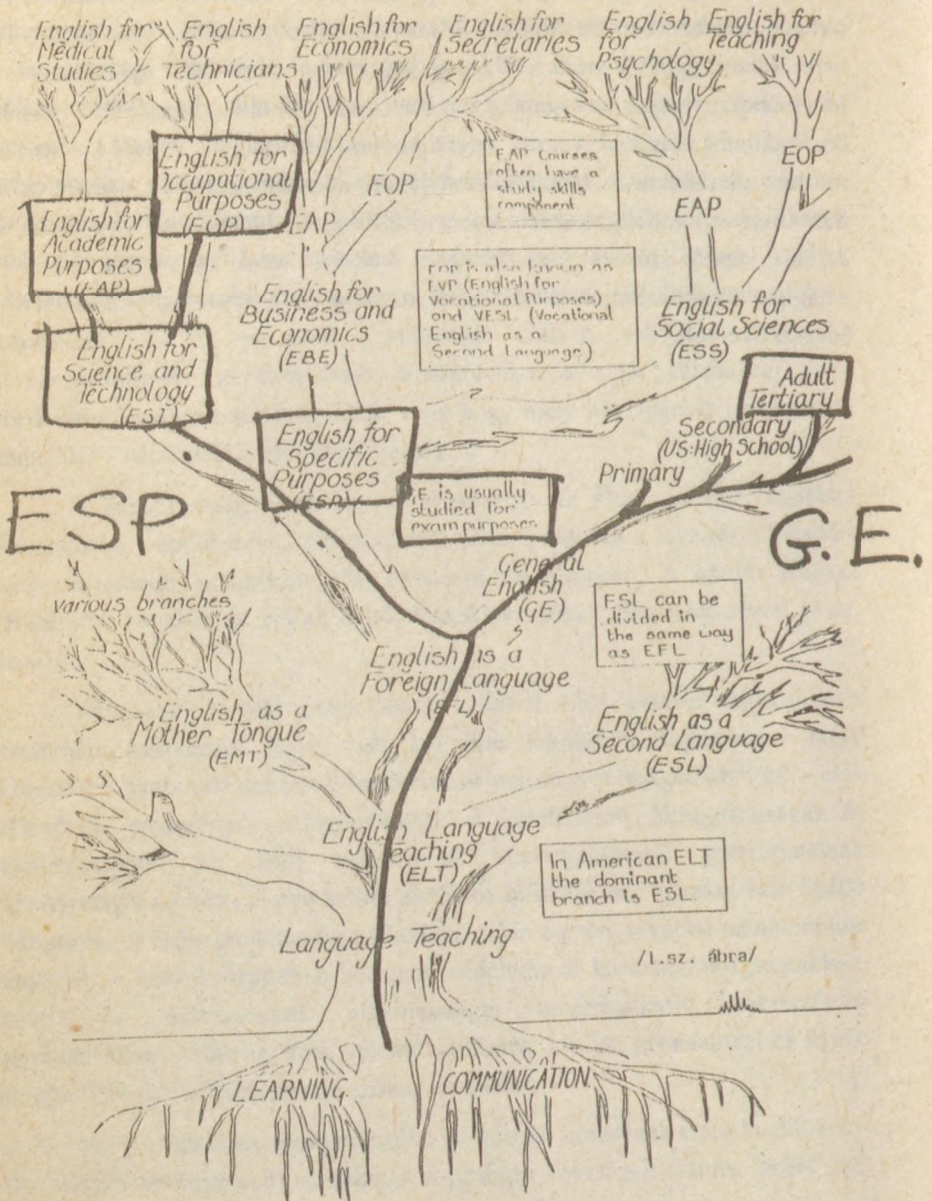 English for
Medical
Studies
English
for
Technicians
English for
Economics
English for
Secretaries
English
for
Psychology
English for
Teaching
English for
Occupational
Purposes
(EOP)
English for
Academic
Purposes
(EAP)
EAP
EOP
EAP Courses
often have a
study skills
component
EAP
EOP
English for
Science and
Technology
(EST)
English for
Business and
Economics
(EBE)
EOP is also known as
EVP (English for
Vocational Purposes)
and VESL (Vocational
English as a
Second Language)
English for
Social Sciences
(ESS)
Adult
Tertiary
Secondary
(US:High School)
Primary
English for
Specific
Purposes
(ESP)
GE is usually
studied for
exam purposes
ESP
G.E.
General
English
(GE)
various branches
ESL can be
divided in
the same way
as EFL
English is a
Foreign Language
(EFL)
English as a
Mother Tongue
(EMT)
English as a
Second Language
(ESL)
English Language
Teaching
(ELT)
In American ELT
the dominant
branch is ESL
Language Teaching
/1.sz. ábra/
LEARNING
COMMUNICATION